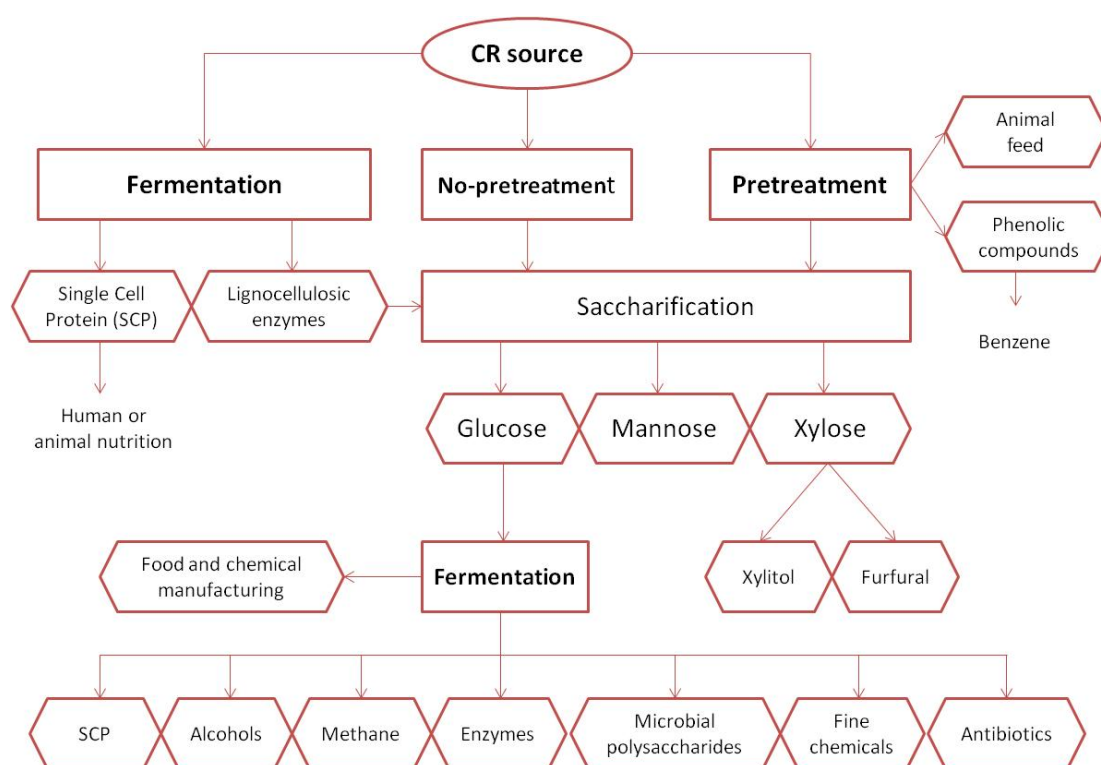 CR source
Animal
feed
Fermentation
No-pretreatment
Pretreatment
Phenolic
compounds
Single Cell
Protein (SCP)
Lignocellulosic
enzymes
Saccharification
Benzene
Human or
animal nutrition
Glucose
Mannose
Xylose
Food and chemical
manufacturing
Fermentation
Xylitol
Furfural
SCP
Alcohols
Methane
Enzymes
Microbial
polysaccharides
Fine
chemicals
Antibiotics